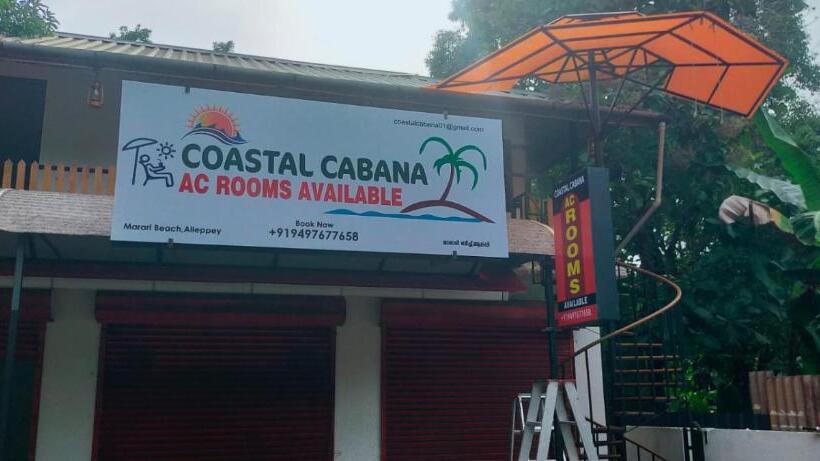 coastalcabana01@gmail.com
COASTAL CABANA
AC ROOMS AVAILABLE
Marari Beach,Alleppey
Book Now
+919497677658
COASTAL CABANA
AC
ROOMS
AVAILABLE
+919497677658